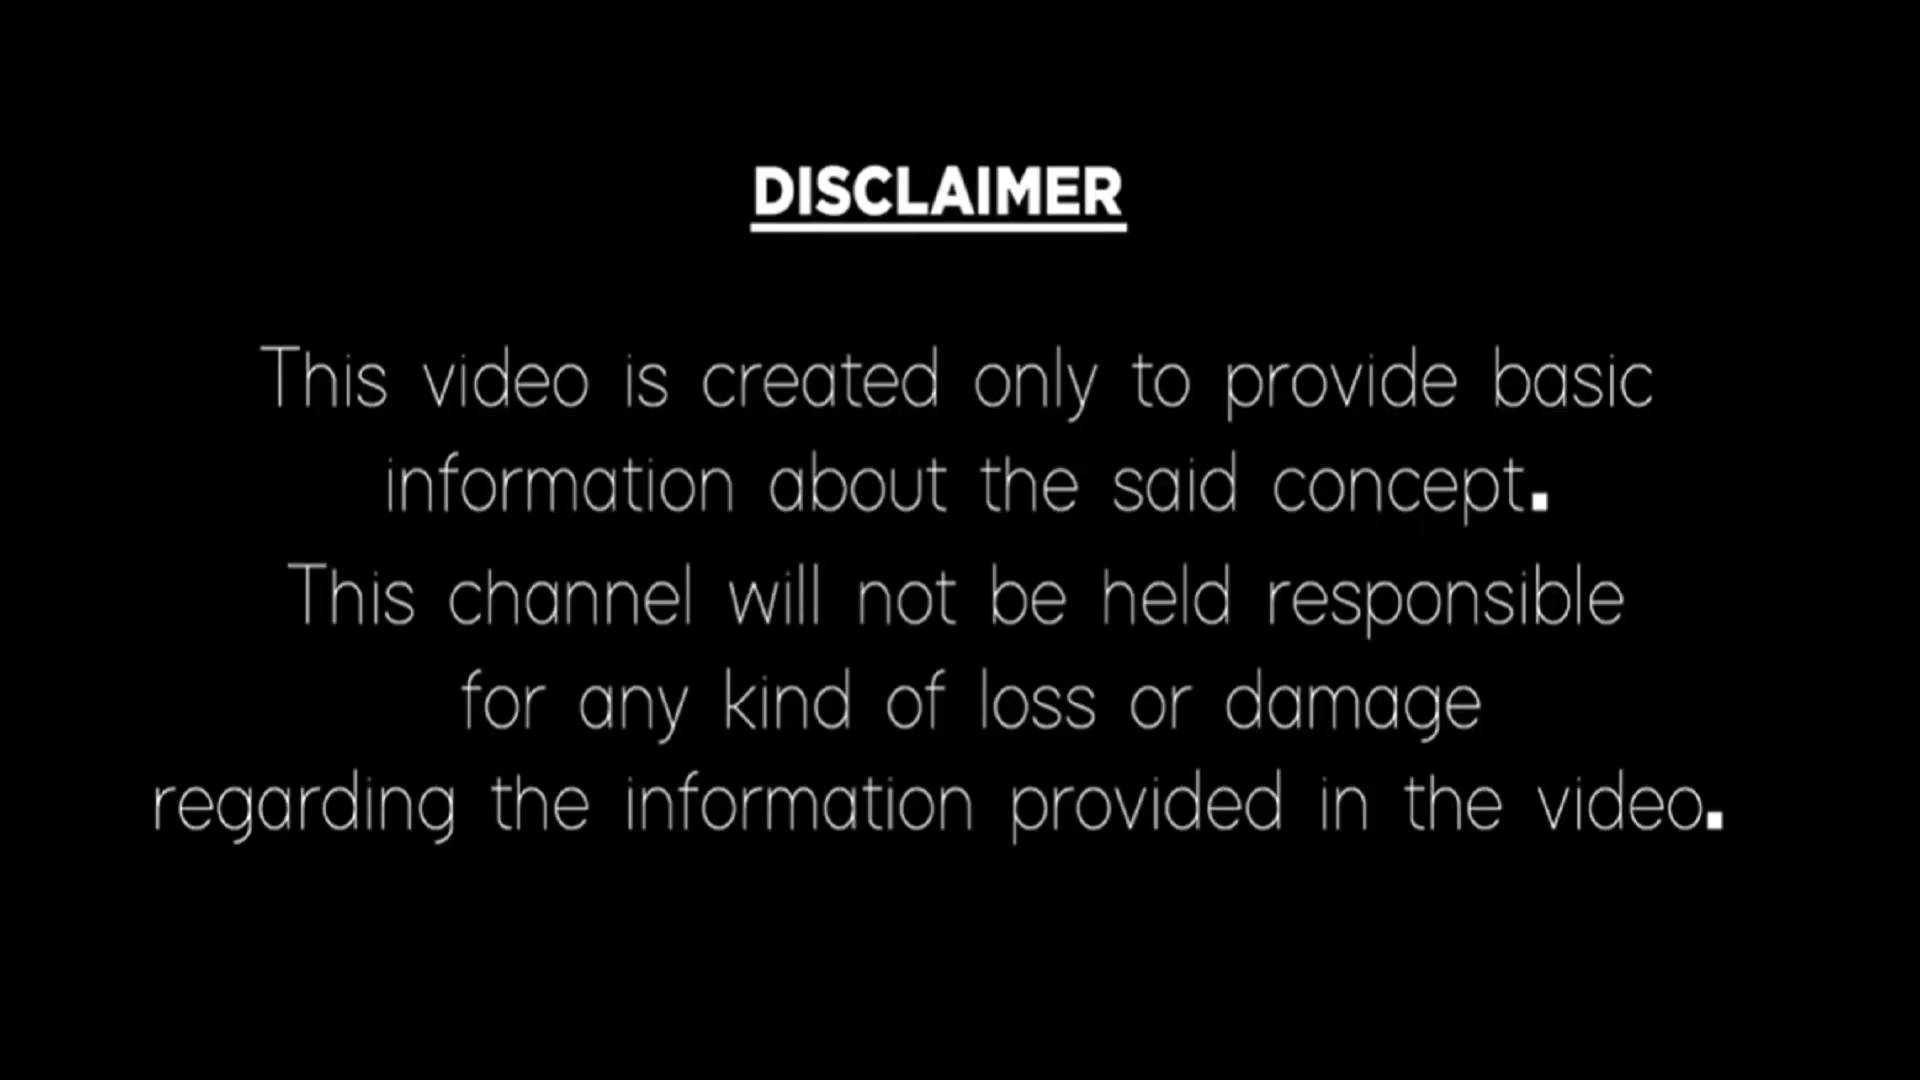 DISCLAIMER
This video is created only to provide basic
information about the said concept.
This channel will not be held responsible
for any kind of loss or damage
regarding the information provided in the video.